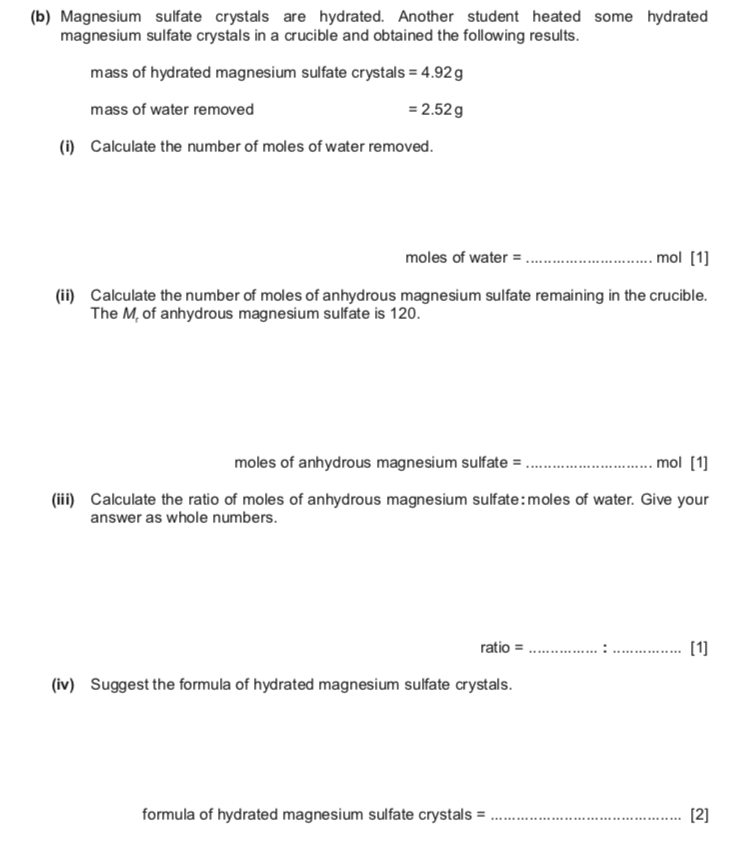 (b) Magnesium sulfate crystals are hydrated. Another student heated some hydrated
magnesium sulfate crystals in a crucible and obtained the following results.
mass of hydrated magnesium sulfate crystals = 4.92 g
mass of water removed = 2.52 g
(i) Calculate the number of moles of water removed.
moles of water = ............................. mol [1]
(ii) Calculate the number of moles of anhydrous magnesium sulfate remaining in the crucible.
The Mr of anhydrous magnesium sulfate is 120.
moles of anhydrous magnesium sulfate = ............................. mol [1]
(iii) Calculate the ratio of moles of anhydrous magnesium sulfate:moles of water. Give your
answer as whole numbers.
ratio = ................ : ................ [1]
(iv) Suggest the formula of hydrated magnesium sulfate crystals.
formula of hydrated magnesium sulfate crystals = ............................................ [2]